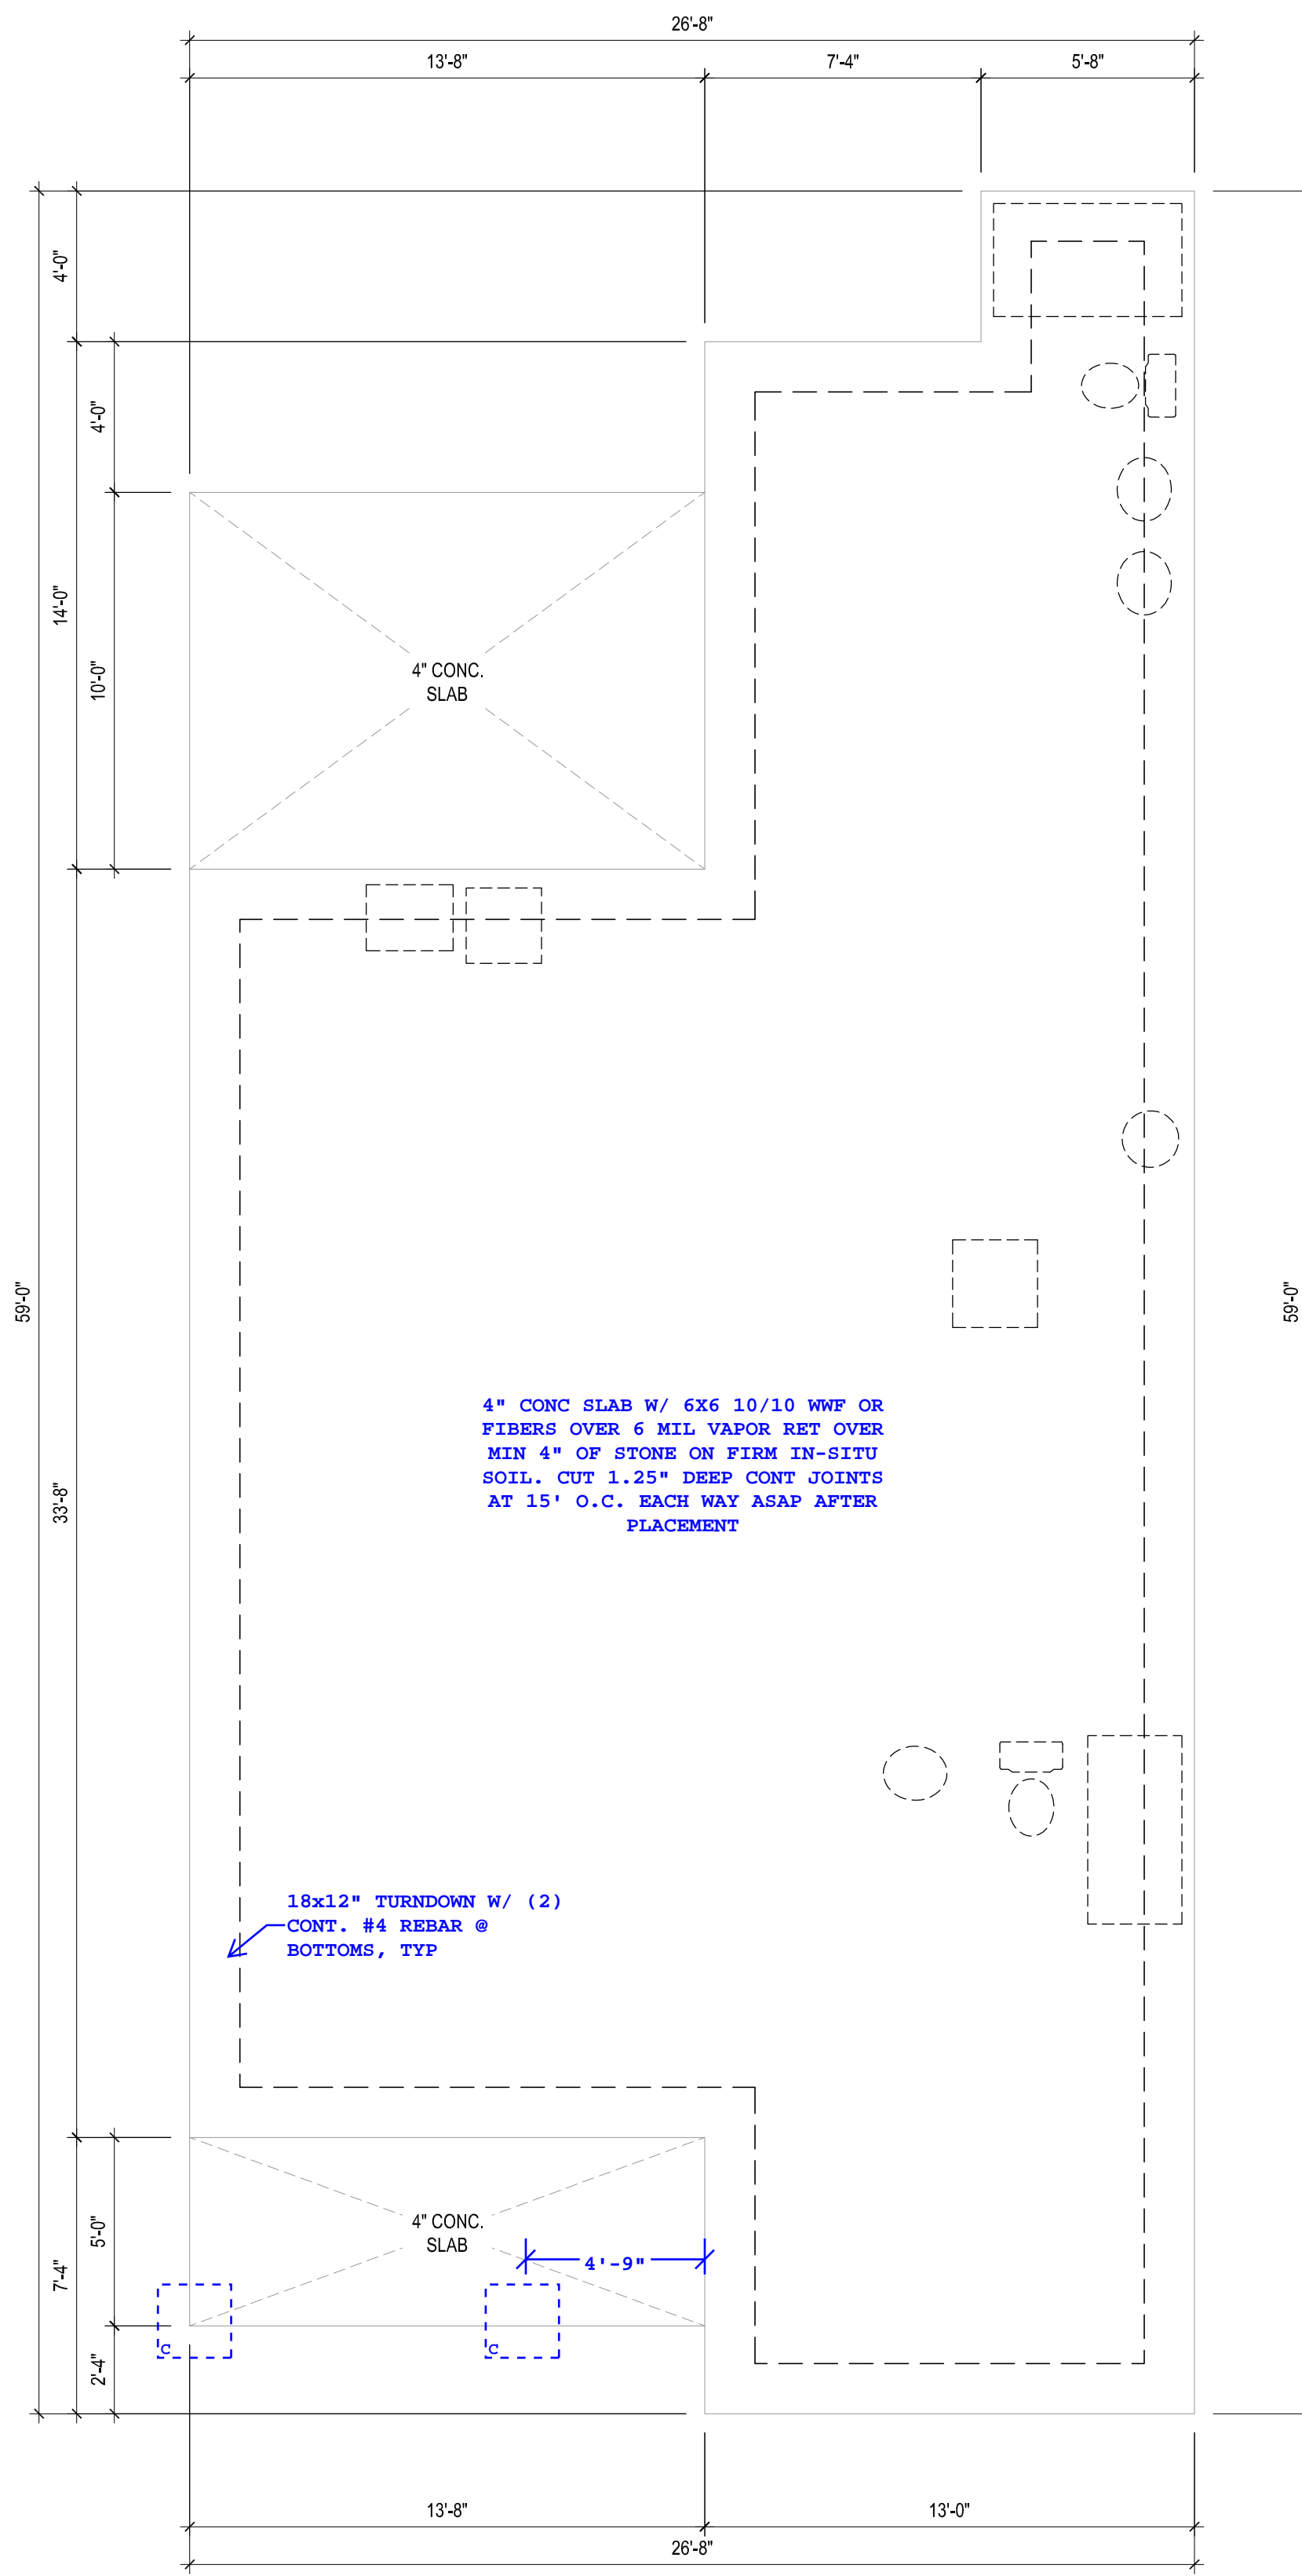 26'-8"
13'-8"
7'-4"
5'-8"
4'-0"
4'-0"
14'-0"
10'-0"
4" CONC.
SLAB
59'-0"
59'-0"
33'-8"
4" CONC SLAB W/ 6X6 10/10 WWF OR
FIBERS OVER 6 MIL VAPOR RET OVER
MIN 4" OF STONE ON FIRM IN-SITU
SOIL. CUT 1.25" DEEP CONT JOINTS
AT 15' O.C. EACH WAY ASAP AFTER
PLACEMENT
18x12" TURNDOWN W/ (2)
CONT. #4 REBAR @
BOTTOMS, TYP
5'-0"
7'-4"
4" CONC.
SLAB
4'-9"
C
C
2'-4"
13'-8"
13'-0"
26'-8"